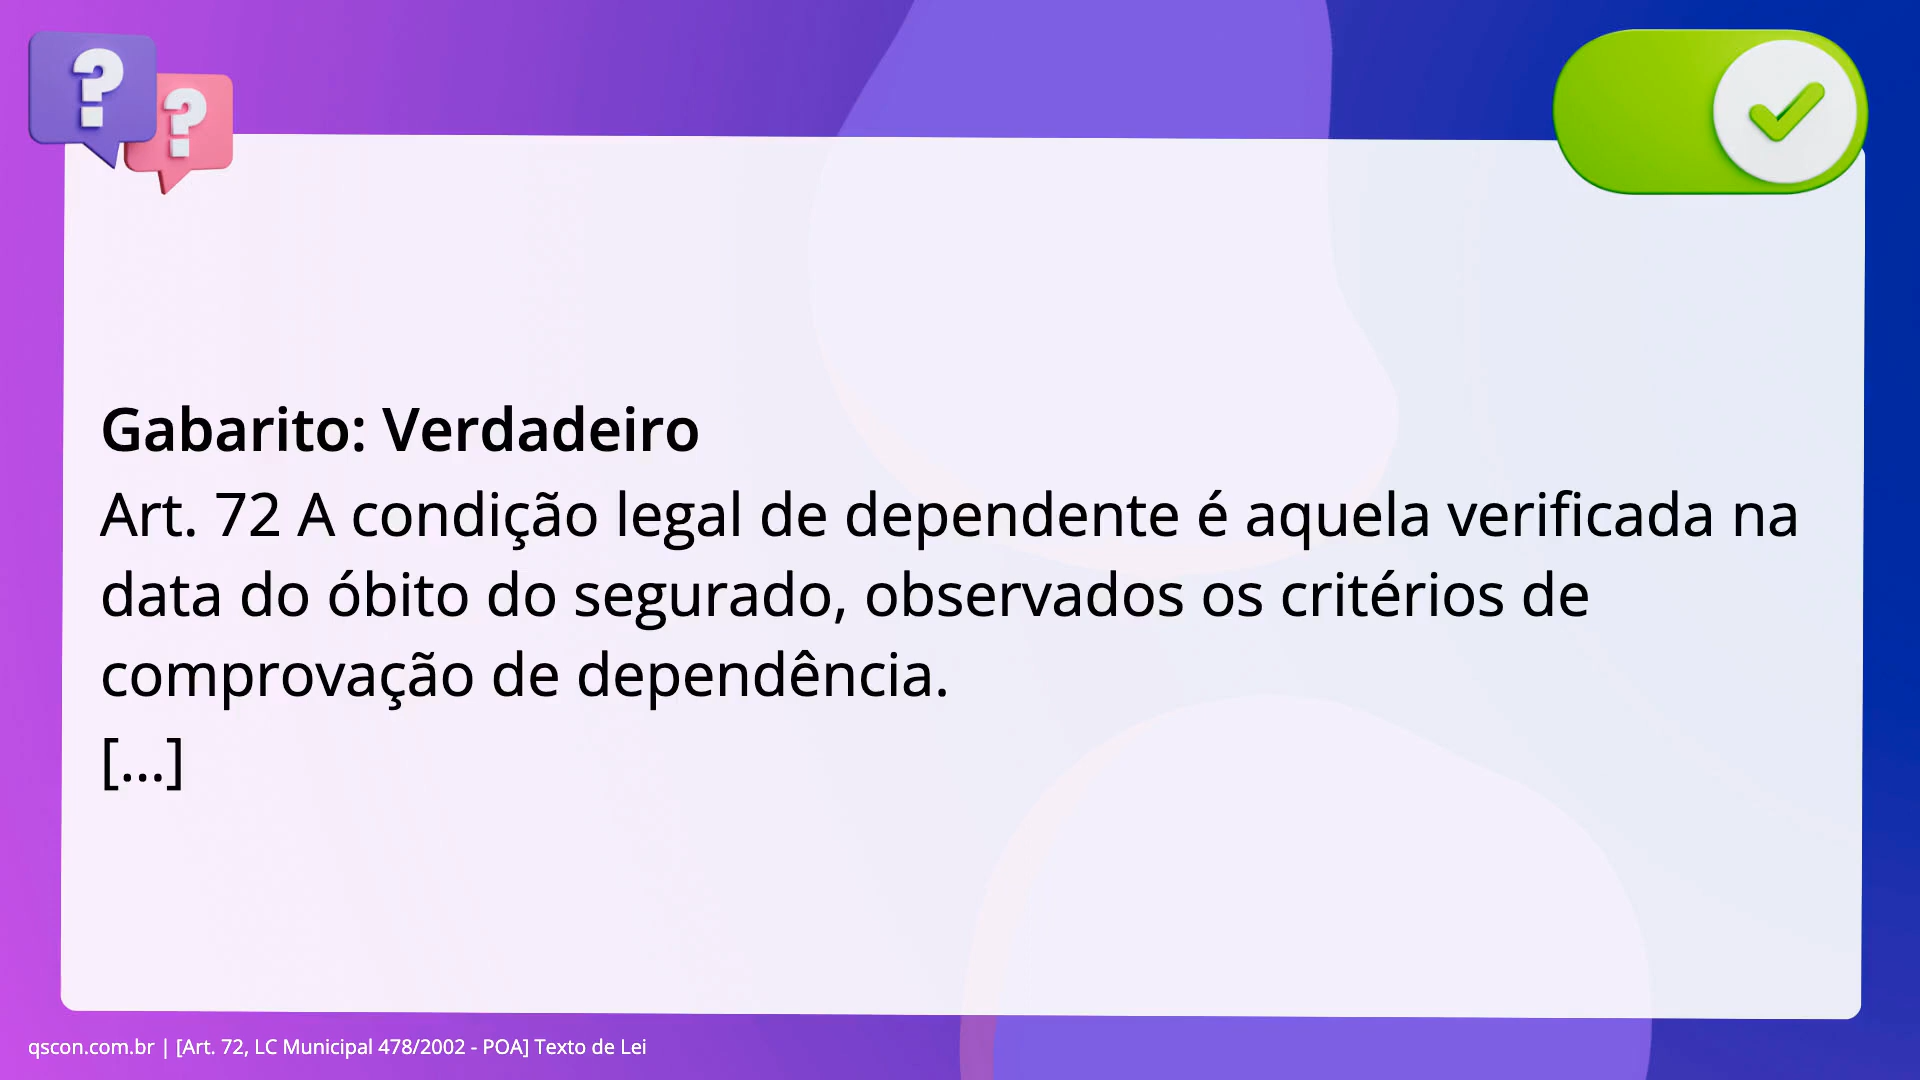 Gabarito: Verdadeiro
Art. 72 A condição legal de dependente é aquela verificada na
data do óbito do segurado, observados os critérios de
comprovação de dependência.
[...]
qscon.com.br | [Art. 72, LC Municipal 478/2002 - POA] Texto de Lei